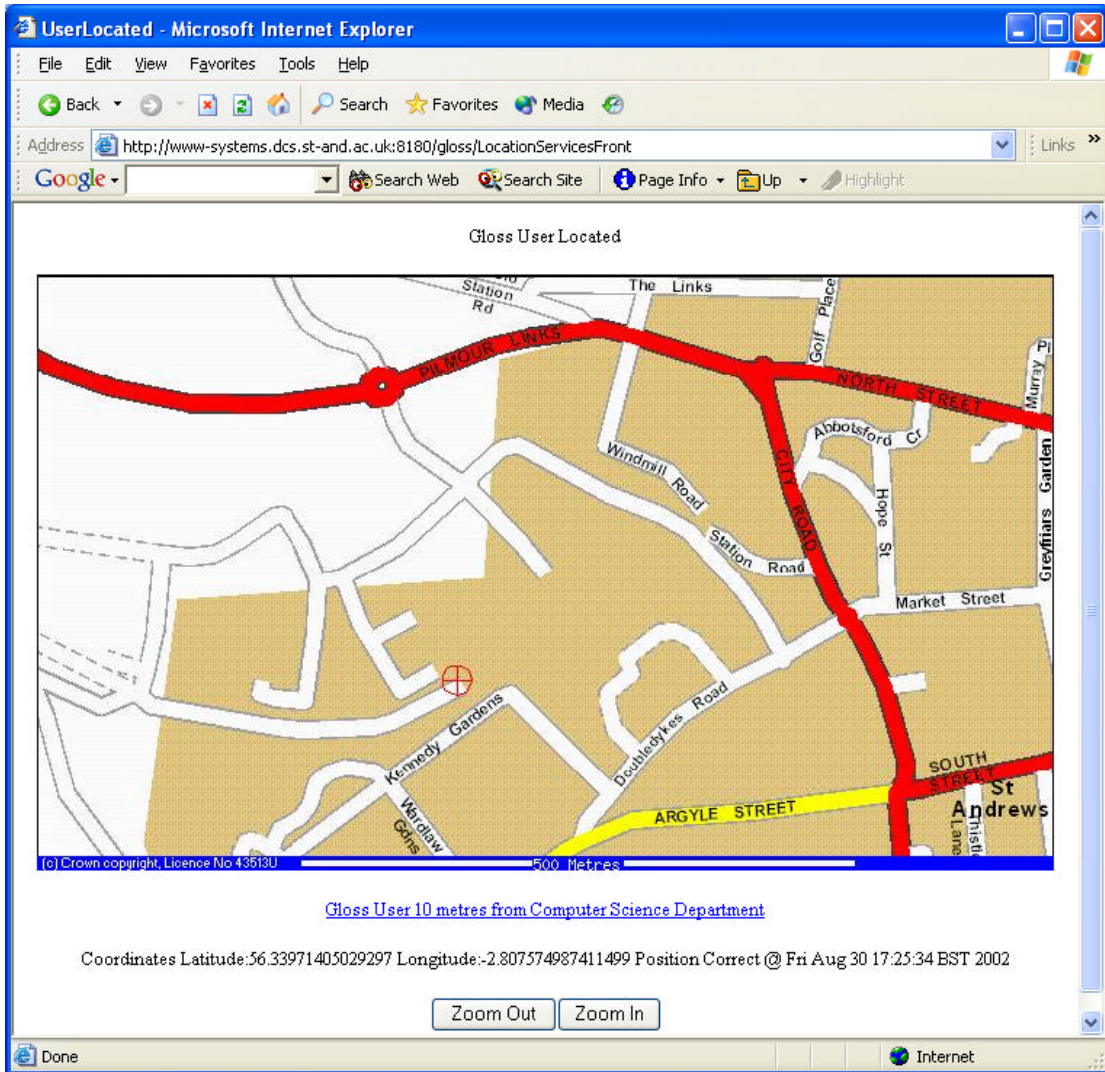 UserLocated - Microsoft Internet Explorer
File Edit View Favorites Tools Help
Back Search Favorites Media
Address http://www-systems.dcs.st-and.ac.uk:8180/gloss/LocationServicesFront Links »
Google Search Web Search Site Page Info Up Highlight
Gloss User Located
Station
Rd
The Links
Golf Place
PILMOUR LINKS
NORTH STREET
Murray Pl
Abbotsford Cr
Windmill Road
CITY ROAD
Hope St
Greyfriars Garden
Station Road
Market Street
Kennedy Gardens
Doubledykes Road
Wardlaw
Gdns
ARGYLE STREET
SOUTH
STREET
St
Andrews
Lane
(c) Crown copyright, Licence No 43513U
500 Metres
Gloss User 10 metres from Computer Science Department
Coordinates Latitude:56.33971405029297 Longitude:-2.807574987411499 Position Correct @ Fri Aug 30 17:25:34 BST 2002
Zoom Out Zoom In
Done Internet